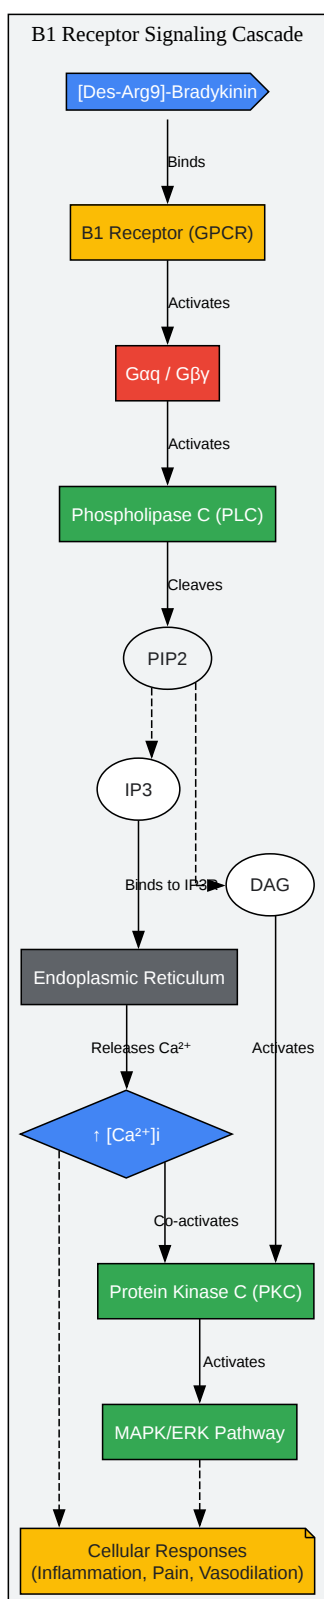 B1 Receptor Signaling Cascade
[Des-Arg9]-Bradykinin
Binds
B1 Receptor (GPCR)
Activates
Gαq / Gβγ
Activates
Phospholipase C (PLC)
Cleaves
PIP2
IP3
Binds to IP3R
DAG
Endoplasmic Reticulum
Releases Ca²⁺
Activates
↑ [Ca²⁺]i
Co-activates
Protein Kinase C (PKC)
Activates
MAPK/ERK Pathway
Cellular Responses
(Inflammation, Pain, Vasodilation)